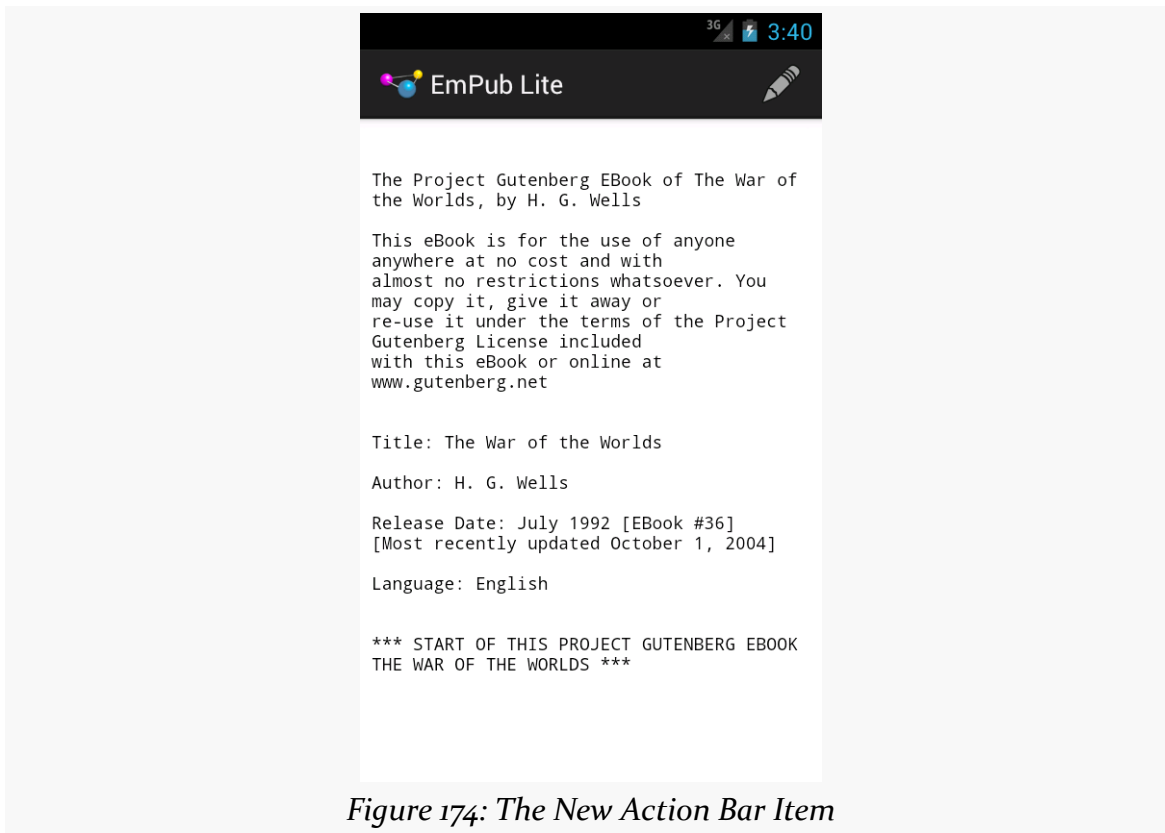 3G 3:40
EmPub Lite
The Project Gutenberg EBook of The War of
the Worlds, by H. G. Wells
This eBook is for the use of anyone
anywhere at no cost and with
almost no restrictions whatsoever. You
may copy it, give it away or
re-use it under the terms of the Project
Gutenberg License included
with this eBook or online at
www.gutenberg.net
Title: The War of the Worlds
Author: H. G. Wells
Release Date: July 1992 [EBook #36]
[Most recently updated October 1, 2004]
Language: English
*** START OF THIS PROJECT GUTENBERG EBOOK
THE WAR OF THE WORLDS ***
Figure 174: The New Action Bar Item